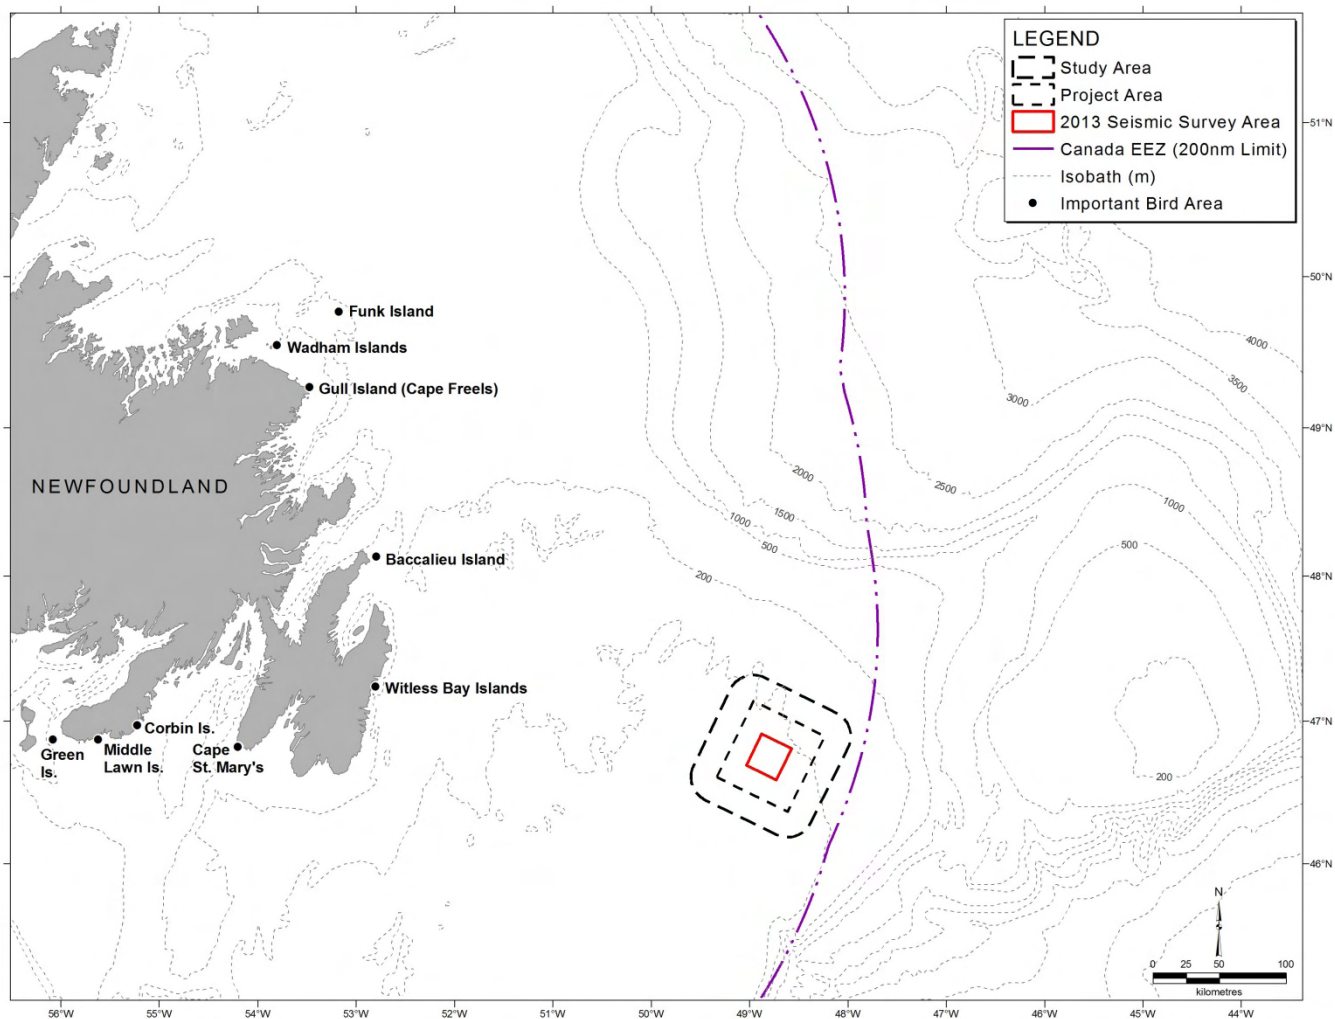 LEGEND
Study Area
Project Area
2013 Seismic Survey Area
Canada EEZ (200nm Limit)
Isobath (m)
Important Bird Area
51°N
50°N
49°N
48°N
47°N
46°N
Funk Island
Wadham Islands
Gull Island (Cape Freels)
NEWFOUNDLAND
Baccalieu Island
Witless Bay Islands
Corbin Is.
Green
Is.
Middle
Lawn Is.
Cape
St. Mary's
4000
3500
3000
2500
2000
1500
1000
500
200
1000
500
200
N
0 25 50 100
kilometres
56°W 55°W 54°W 53°W 52°W 51°W 50°W 49°W 48°W 47°W 46°W 45°W 44°W